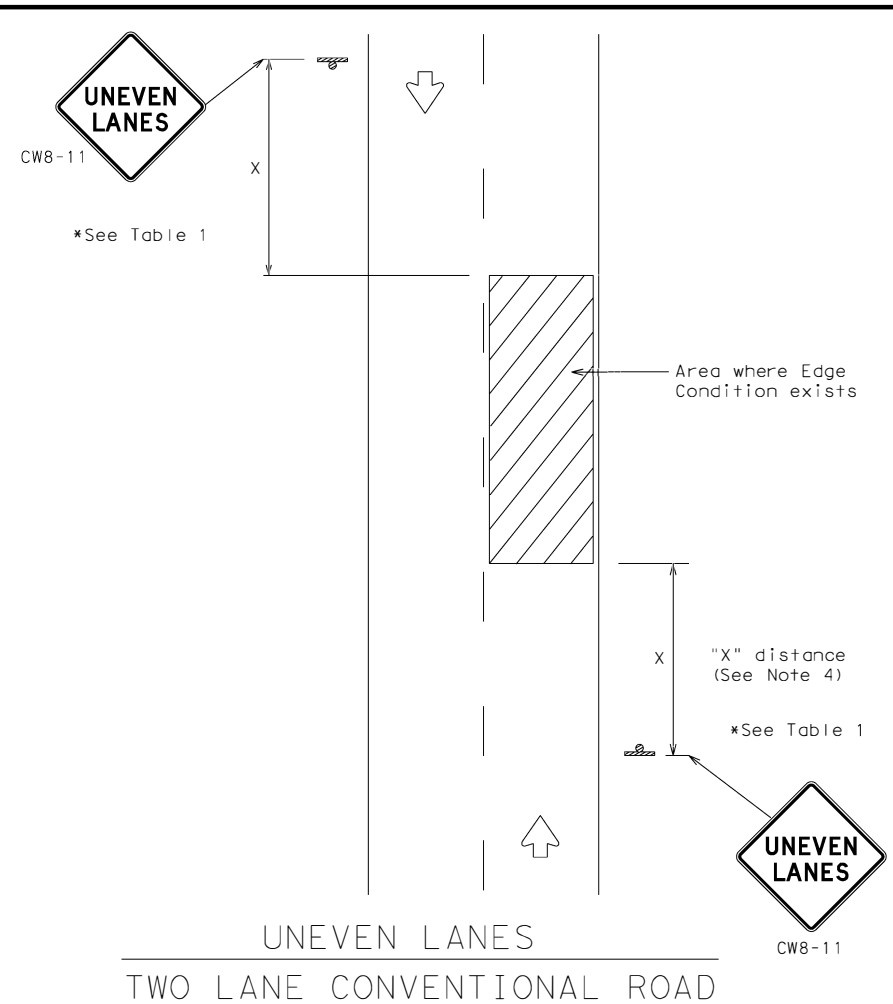 UNEVEN
LANES
CW8-11
X
*See Table 1
Area where Edge
Condition exists
X
"X" distance
(See Note 4)
*See Table 1
UNEVEN
LANES
CW8-11
UNEVEN LANES
TWO LANE CONVENTIONAL ROAD